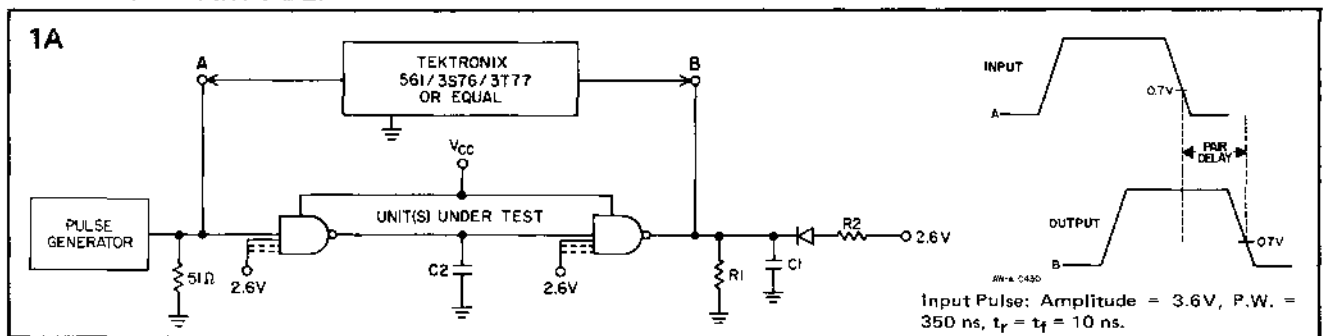 1A
A
TEKTRONIX
561/3S76/3T77
OR EQUAL
B
VCC
PULSE
GENERATOR
UNIT(S) UNDER TEST
51Ω
2.6V
C2
2.6V
R1
C1
R2
2.6V
INPUT
0.7V
A
PAIR
DELAY
OUTPUT
0.7V
B
Input Pulse: Amplitude = 3.6V, P.W. =
350 ns, tr = tf = 10 ns.